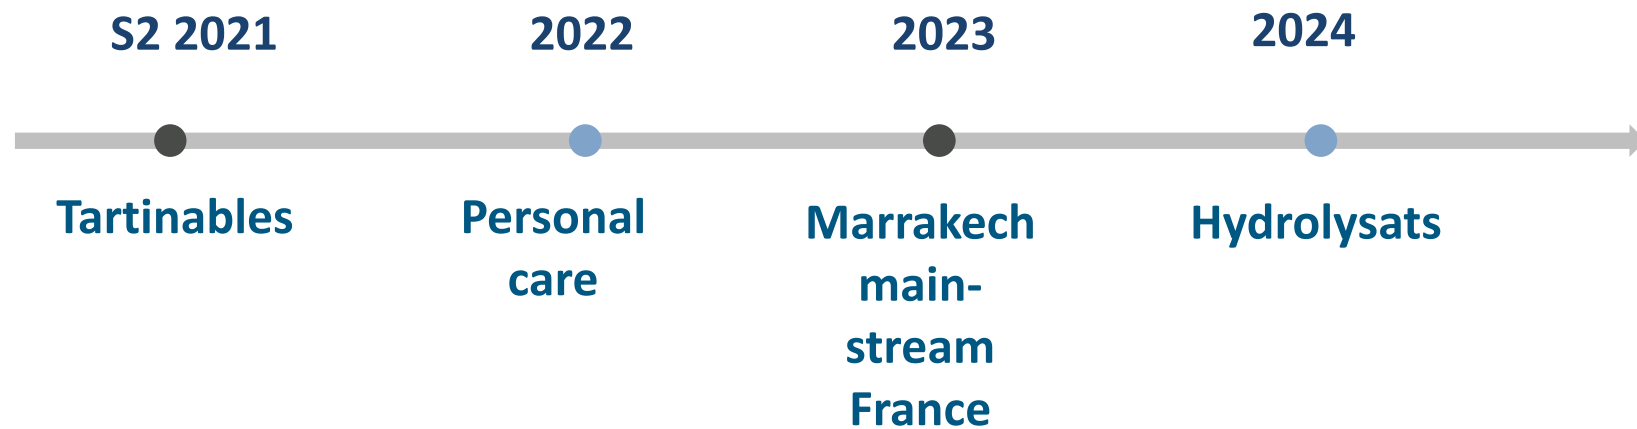 S2 2021
2022
2023
2024
Tartinables
Personal
care
Marrakech
main-
stream
France
Hydrolysats